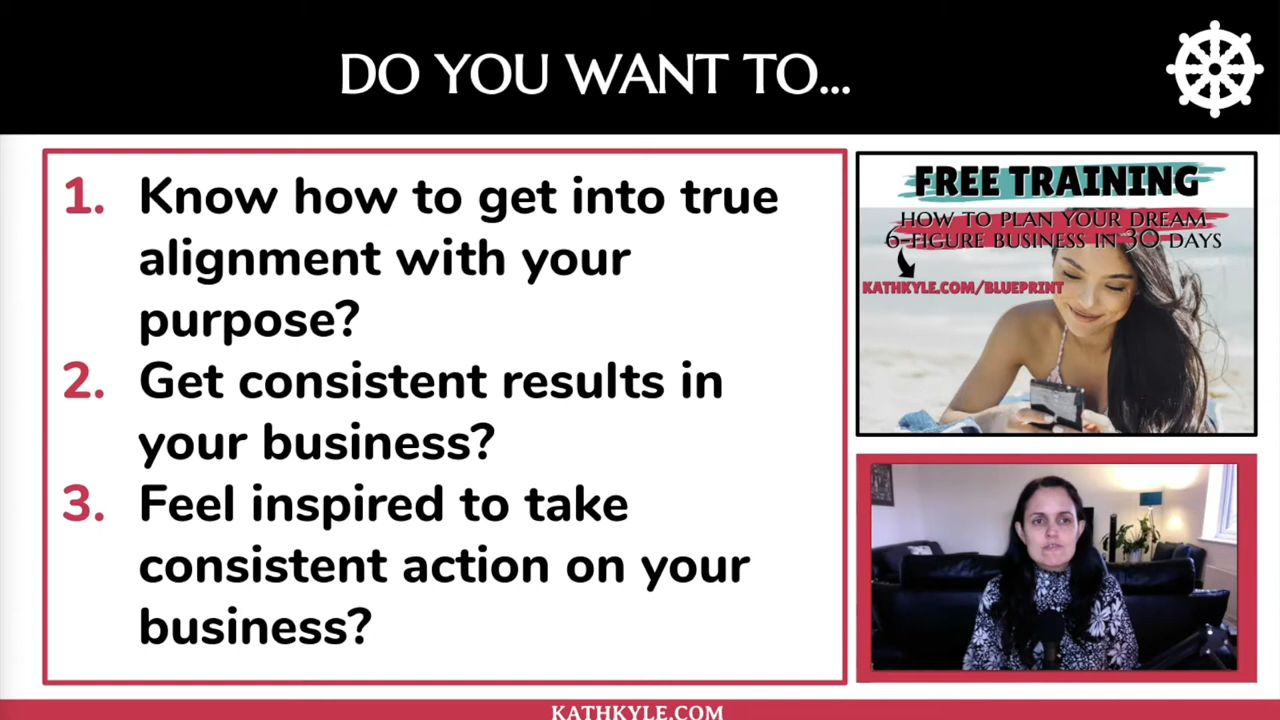 DO YOU WANT TO...
1. Know how to get into true
alignment with your
purpose?
2. Get consistent results in
your business?
3. Feel inspired to take
consistent action on your
business?
FREE TRAINING
HOW TO PLAN YOUR DREAM
6-FIGURE BUSINESS IN 30 DAYS
KATHKYLE.COM/BLUEPRINT
KATHKYLE.COM